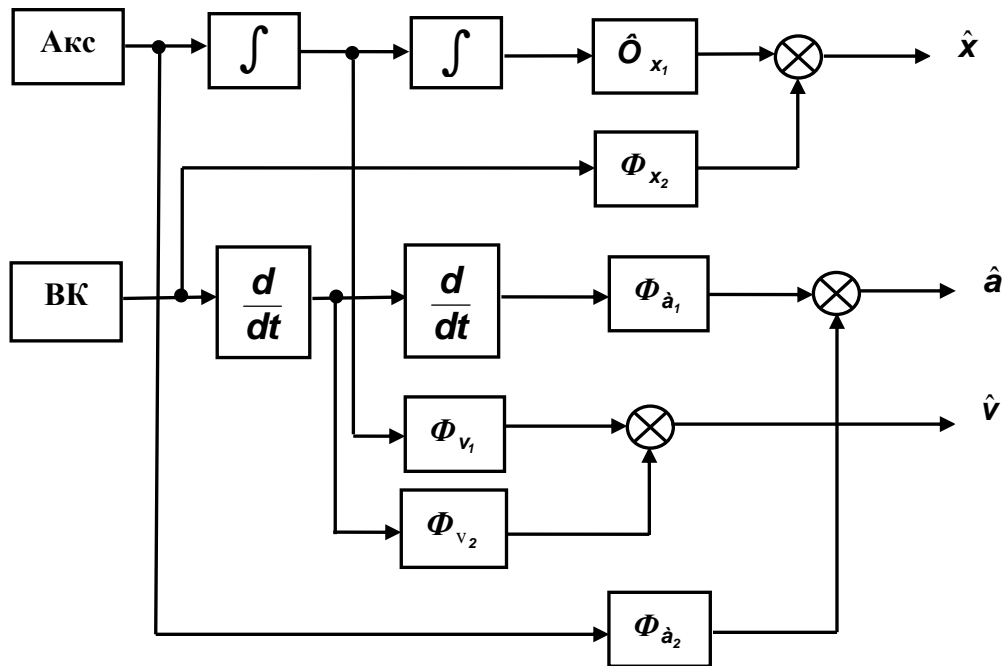 Акс
∫
∫
Ô x₁
x̂
Φ x₂
ВК
d
dt
d
dt
Φ à₁
â
Φ v₁
v̂
Φ v₂
Φ à₂